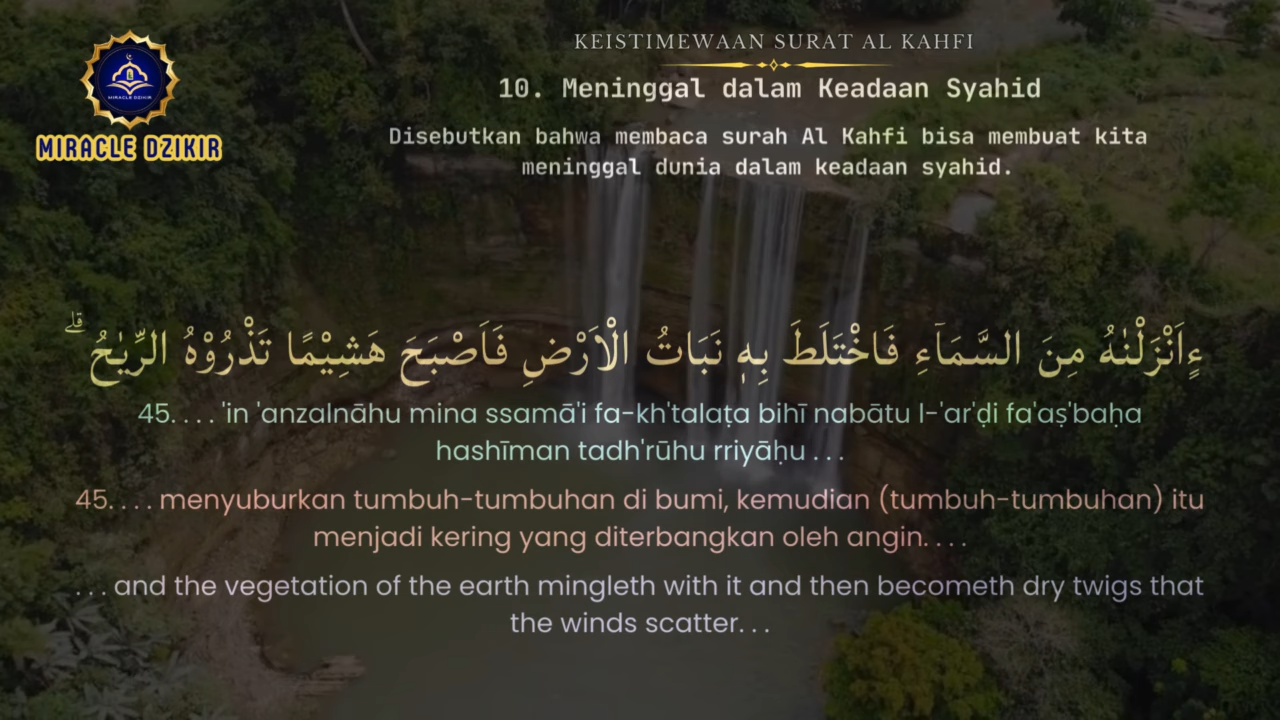 MIRACLE DZIKIR
MIRACLE DZIKIR
KEISTIMEWAAN SURAT AL KAHFI
10. Meninggal dalam Keadaan Syahid
Disebutkan bahwa membaca surah Al Kahfi bisa membuat kita
meninggal dunia dalam keadaan syahid.
ءٍاَنْزَلْنٰهُ مِنَ السَّمَاۤءِ فَاخْتَلَطَ بِهٖ نَبَاتُ الْاَرْضِ فَاَصْبَحَ هَشِيْمًا تَذْرُوْهُ الرِّيٰحُ ۗ
45. . . . 'in 'anzalnāhu mina ssamā'i fa-kh'talaṭa bihī nabātu l-'ar'ḍi fa'aṣ'baḥa
hashīman tadh'rūhu rriyāḥu . . .
45. . . . menyuburkan tumbuh-tumbuhan di bumi, kemudian (tumbuh-tumbuhan) itu
menjadi kering yang diterbangkan oleh angin. . . .
. . . and the vegetation of the earth mingleth with it and then becometh dry twigs that
the winds scatter. . .